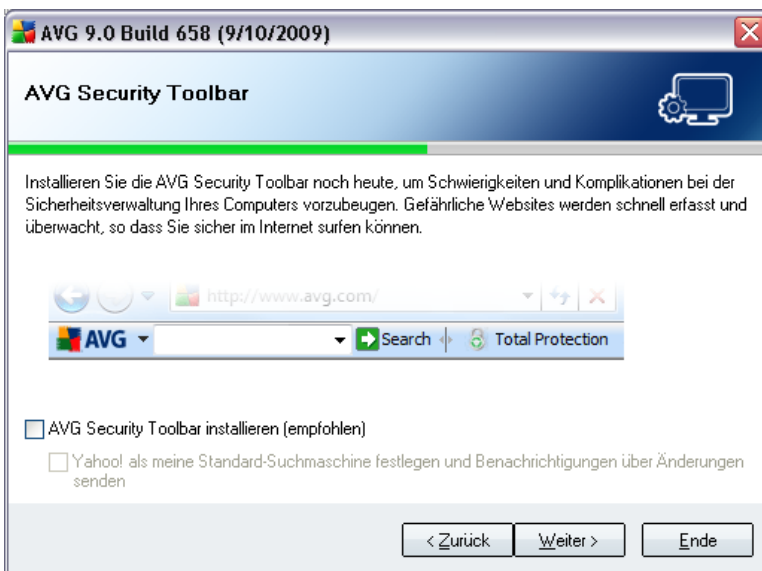 AVG 9.0 Build 658 (9/10/2009)
AVG Security Toolbar
Installieren Sie die AVG Security Toolbar noch heute, um Schwierigkeiten und Komplikationen bei der
Sicherheitsverwaltung Ihres Computers vorzubeugen. Gefährliche Websites werden schnell erfasst und
überwacht, so dass Sie sicher im Internet surfen können.
http://www.avg.com/
AVG Search Total Protection
AVG Security Toolbar installieren (empfohlen)
Yahoo! als meine Standard-Suchmaschine festlegen und Benachrichtigungen über Änderungen
senden
< Zurück Weiter > Ende